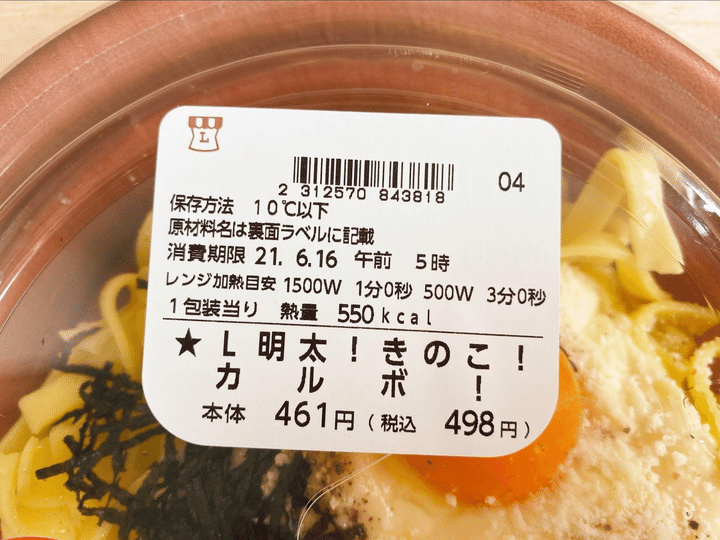 L
2 312570 843818
04
保存方法 10℃以下
原材料名は裏面ラベルに記載
消費期限 21. 6.16 午前 5時
レンジ加熱目安 1500W 1分0秒 500W 3分0秒
1包装当り 熱量 550kcal
★L明太!きのこ!
カルボ!
本体 461円(税込 498円)